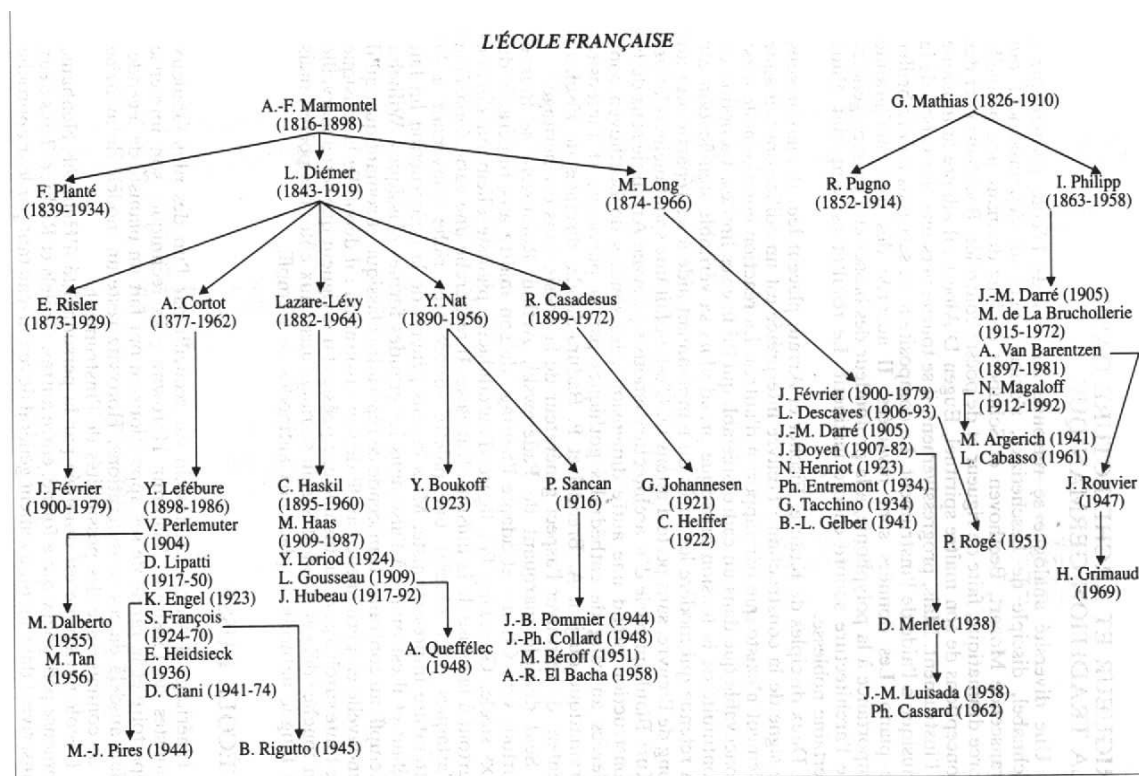 L'ÉCOLE FRANÇAISE
A.-F. Marmontel
(1816-1898)
G. Mathias (1826-1910)
F. Planté
(1839-1934)
L. Diémer
(1843-1919)
M. Long
(1874-1966)
R. Pugno
(1852-1914)
I. Philipp
(1863-1958)
E. Risler
(1873-1929)
A. Cortot
(1377-1962)
Lazare-Lévy
(1882-1964)
Y. Nat
(1890-1956)
R. Casadesus
(1899-1972)
J.-M. Darré (1905)
M. de La Bruchollerie
(1915-1972)
A. Van Barentzen
(1897-1981)
N. Magaloff
(1912-1992)
M. Argerich (1941)
L. Cabasso (1961)
J. Rouvier
(1947)
H. Grimaud
(1969)
J. Février (1900-1979)
L. Descaves (1906-93)
J.-M. Darré (1905)
J. Doyen (1907-82)
N. Henriot (1923)
Ph. Entremont (1934)
G. Tacchino (1934)
B.-L. Gelber (1941)
P. Rogé (1951)
D. Merlet (1938)
J.-M. Luisada (1958)
Ph. Cassard (1962)
J. Février
(1900-1979)
Y. Lefébure
(1898-1986)
V. Perlemuter
(1904)
D. Lipatti
(1917-50)
K. Engel (1923)
S. François
(1924-70)
E. Heidsieck
(1936)
D. Ciani (1941-74)
M. Dalberto
(1955)
M. Tan
(1956)
M.-J. Pires (1944)
B. Rigutto (1945)
C. Haskil
(1895-1960)
M. Haas
(1909-1987)
Y. Loriod (1924)
L. Gousseau (1909)
J. Hubeau (1917-92)
A. Queffélec
(1948)
Y. Boukoff
(1923)
P. Sancan
(1916)
J.-B. Pommier (1944)
J.-Ph. Collard (1948)
M. Béroff (1951)
A.-R. El Bacha (1958)
G. Johannesen
(1921)
C. Helffer
(1922)